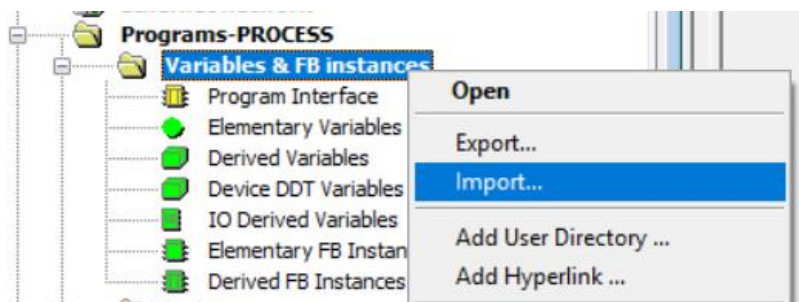 Programs-PROCESS
Variables & FB instances
Program Interface
Elementary Variables
Derived Variables
Device DDT Variables
IO Derived Variables
Elementary FB Instan
Derived FB Instances
Open
Export...
Import...
Add User Directory ...
Add Hyperlink ...